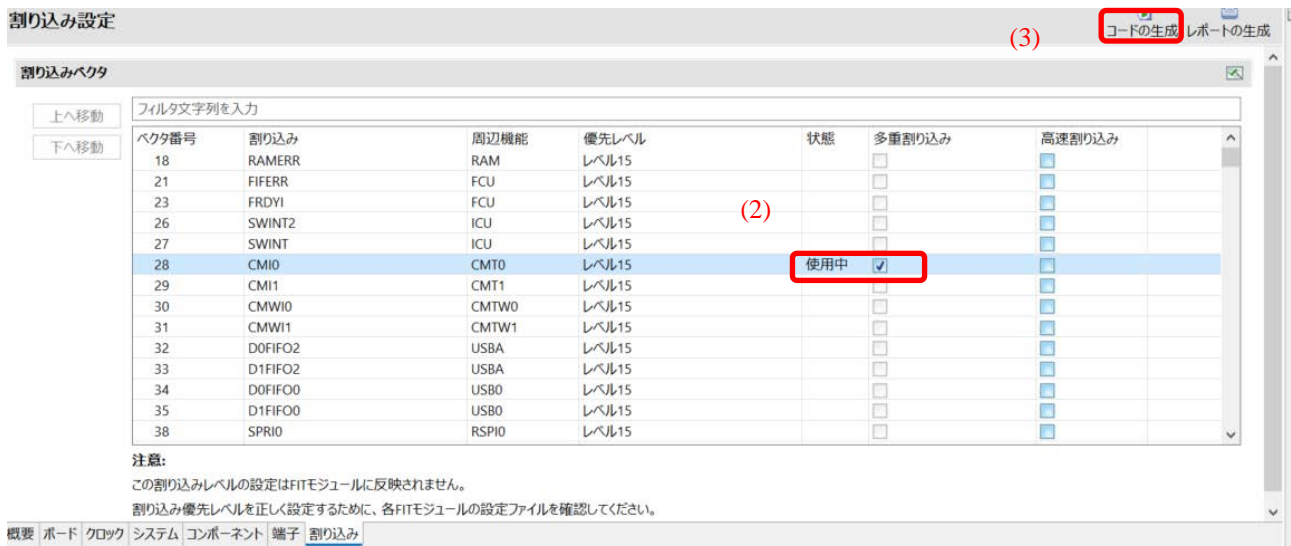 割り込み設定
(3)
コードの生成 レポートの生成
割り込みベクタ
上へ移動
下へ移動
フィルタ文字列を入力
ベクタ番号 割り込み 周辺機能 優先レベル 状態 多重割り込み 高速割り込み
18 RAMERR RAM レベル15
21 FIFERR FCU レベル15
23 FRDYI FCU レベル15
(2)
26 SWINT2 ICU レベル15
27 SWINT ICU レベル15
28 CMI0 CMT0 レベル15 使用中
29 CMI1 CMT1 レベル15
30 CMWI0 CMTW0 レベル15
31 CMWI1 CMTW1 レベル15
32 D0FIFO2 USBA レベル15
33 D1FIFO2 USBA レベル15
34 D0FIFO0 USB0 レベル15
35 D1FIFO0 USB0 レベル15
38 SPRI0 RSPI0 レベル15
注意:
この割り込みレベルの設定はFITモジュールに反映されません。
割り込み優先レベルを正しく設定するために、各FITモジュールの設定ファイルを確認してください。
概要 ボード クロック システム コンポーネント 端子 割り込み